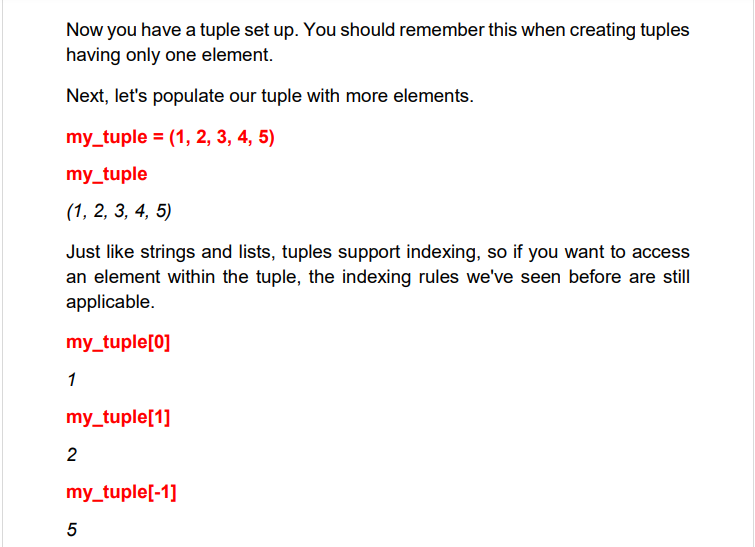 Now you have a tuple set up. You should remember this when creating tuples
having only one element.
Next, let's populate our tuple with more elements.
my_tuple = (1, 2, 3, 4, 5)
my_tuple
(1, 2, 3, 4, 5)
Just like strings and lists, tuples support indexing, so if you want to access
an element within the tuple, the indexing rules we've seen before are still
applicable.
my_tuple[0]
1
my_tuple[1]
2
my_tuple[-1]
5